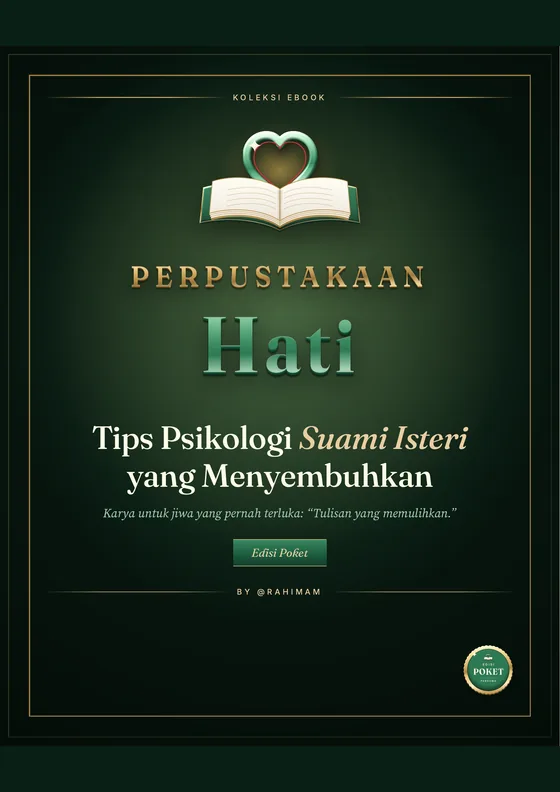 KOLEKSI EBOOK
PERPUSTAKAAN
Hati
Tips Psikologi Suami Isteri
yang Menyembuhkan
Karya untuk jiwa yang pernah terluka: “Tulisan yang memulihkan.”
Edisi Poket
BY @RAHIMAM
EDISI
POKET